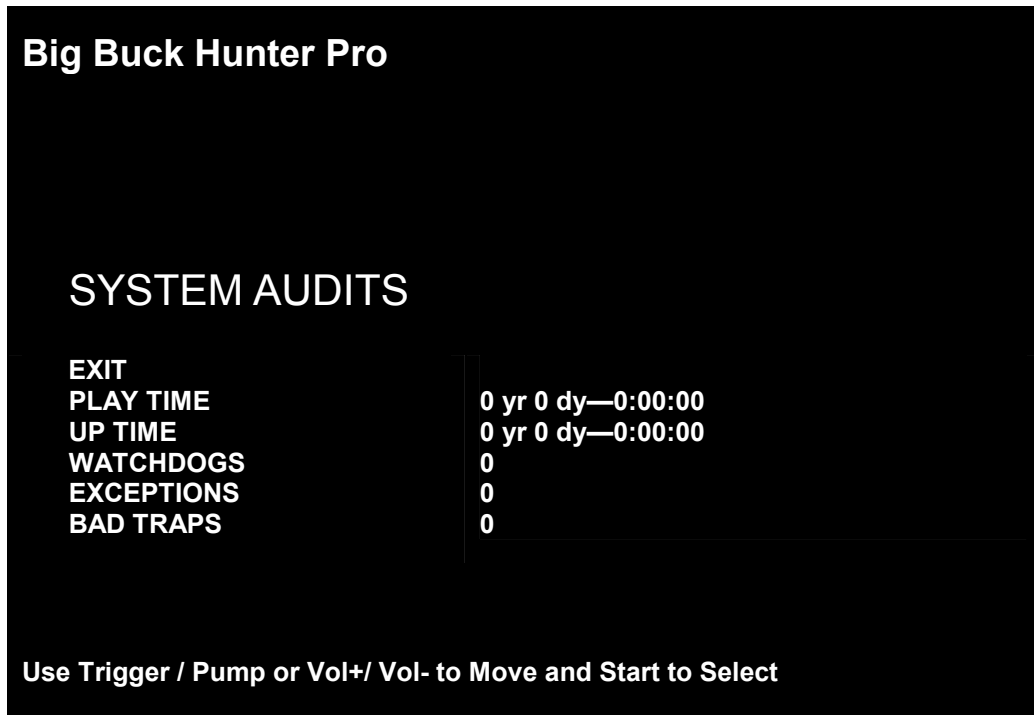 Big Buck Hunter Pro
SYSTEM AUDITS
EXIT
PLAY TIME 0 yr 0 dy—0:00:00
UP TIME 0 yr 0 dy—0:00:00
WATCHDOGS 0
EXCEPTIONS 0
BAD TRAPS 0
Use Trigger / Pump or Vol+/ Vol- to Move and Start to Select